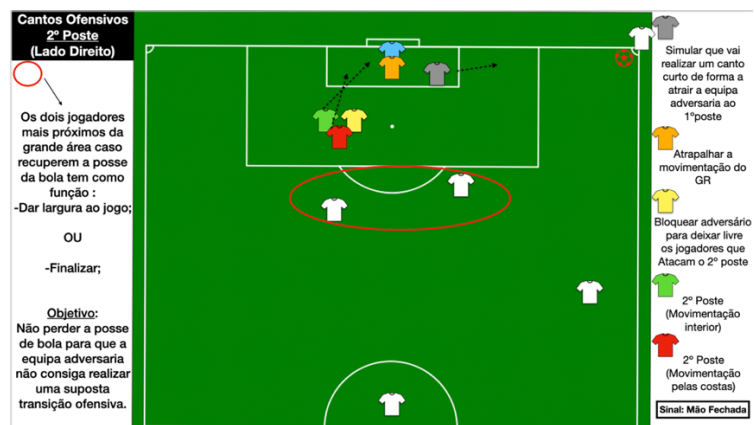 Cantos Ofensivos
2º Poste
(Lado Direito)
Os dois jogadores
mais próximos da
grande área caso
recuperem a posse
da bola tem como
função :
-Dar largura ao jogo;
OU
-Finalizar;
Objetivo:
Não perder a posse
de bola para que a
equipa adversaria
não consiga realizar
uma suposta
transição ofensiva.
Simular que vai
realizar um canto
curto de forma a
atrair a equipa
adversaria ao
1ºposte
Atrapalhar a
movimentação do
GR
Bloquear adversário
para deixar livre
os jogadores que
Atacam o 2º poste
2º Poste
(Movimentação
interior)
2º Poste
(Movimentação
pelas costas)
Sinal: Mão Fechada